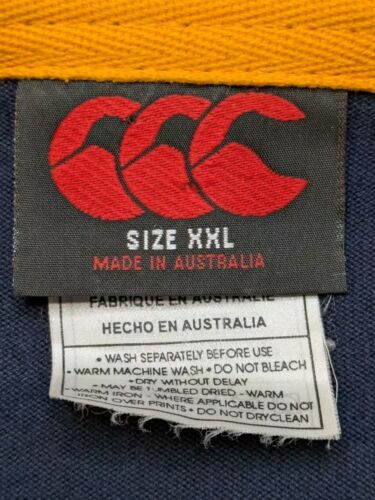 SIZE XXL
MADE IN AUSTRALIA
FABRIQUE EN AUSTRALIE
HECHO EN AUSTRALIA
• WASH SEPARATELY BEFORE USE
• WARM MACHINE WASH • DO NOT BLEACH
• DRY WITHOUT DELAY
• MAY BE TUMBLED DRIED - WARM
• WARM IRON - WHERE APPLICABLE DO NOT
IRON OVER PRINTS • DO NOT DRYCLEAN